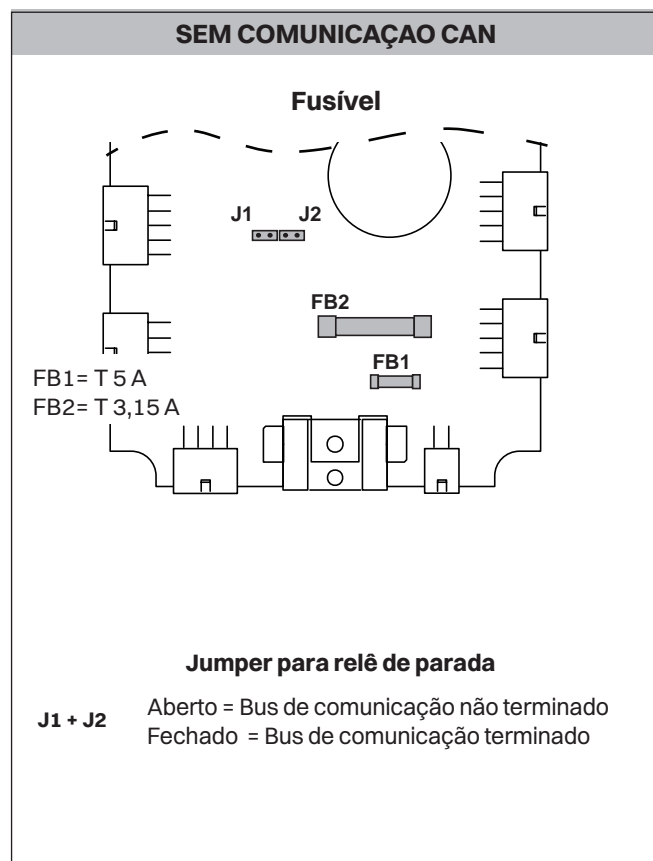 SEM COMUNICAÇAO CAN
Fusível
J1 J2
FB2
FB1
FB1= T 5 A
FB2= T 3,15 A
Jumper para relê de parada
J1 + J2 Aberto = Bus de comunicação não terminado
Fechado = Bus de comunicação terminado